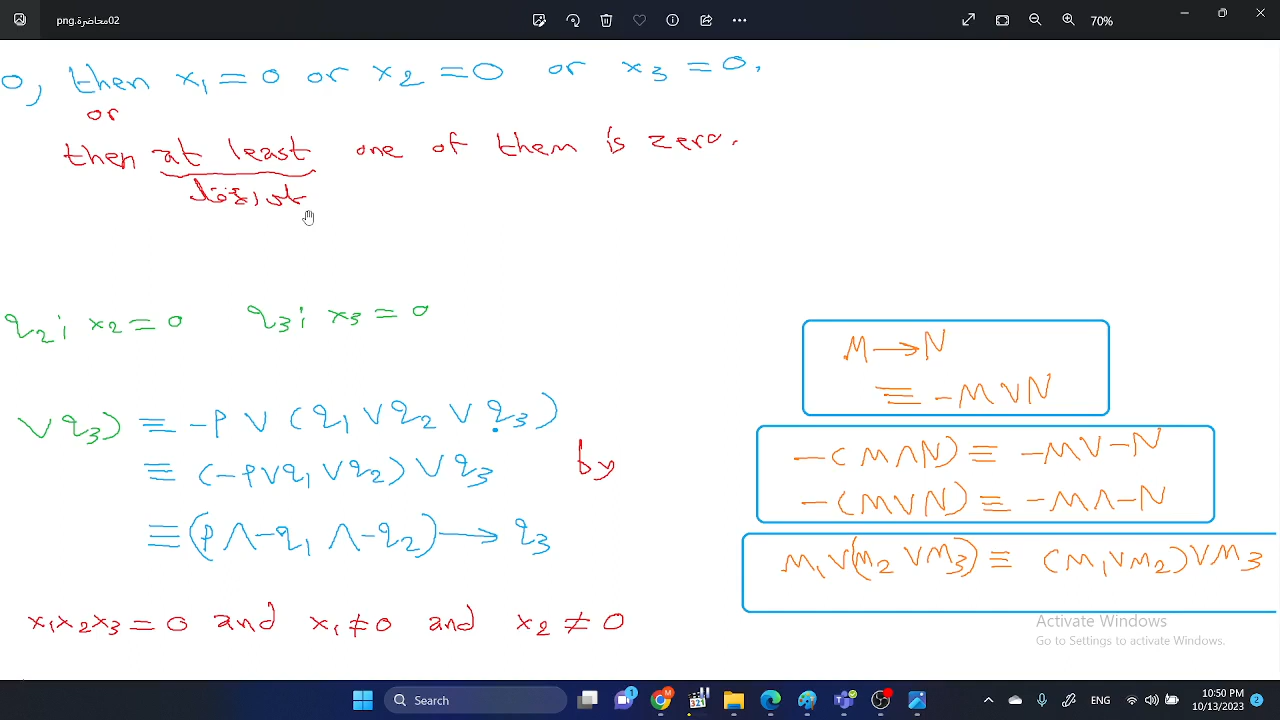 محاضرة02.png
70%
0, then x₁ = 0 or x₂ = 0 or x₃ = 0.
or
then at least one of them is zero.
على الأقل
q₂: x₂ = 0 q₃: x₃ = 0
∨ q₃) ≡ -P ∨ (q₁ ∨ q₂ ∨ q₃)
≡ (-P ∨ q₁ ∨ q₂) ∨ q₃ by
≡ (P ∧ -q₁ ∧ -q₂) → q₃
x₁x₂x₃ = 0 and x₁ ≠ 0 and x₂ ≠ 0
M → N
≡ -M ∨ N
-(M ∧ N) ≡ -M ∨ -N
-(M ∨ N) ≡ -M ∧ -N
M₁ ∨ (M₂ ∨ M₃) ≡ (M₁ ∨ M₂) ∨ M₃
Activate Windows
Go to Settings to activate Windows.
Search
ENG
10:50 PM
10/13/2023